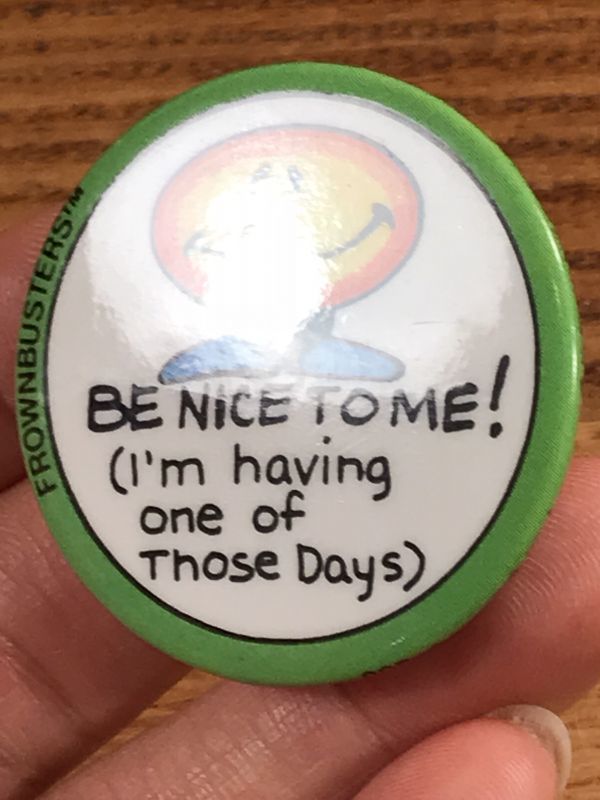 FROWNBUSTERS™
BE NICE TO ME!
(I'm having
one of
Those Days)